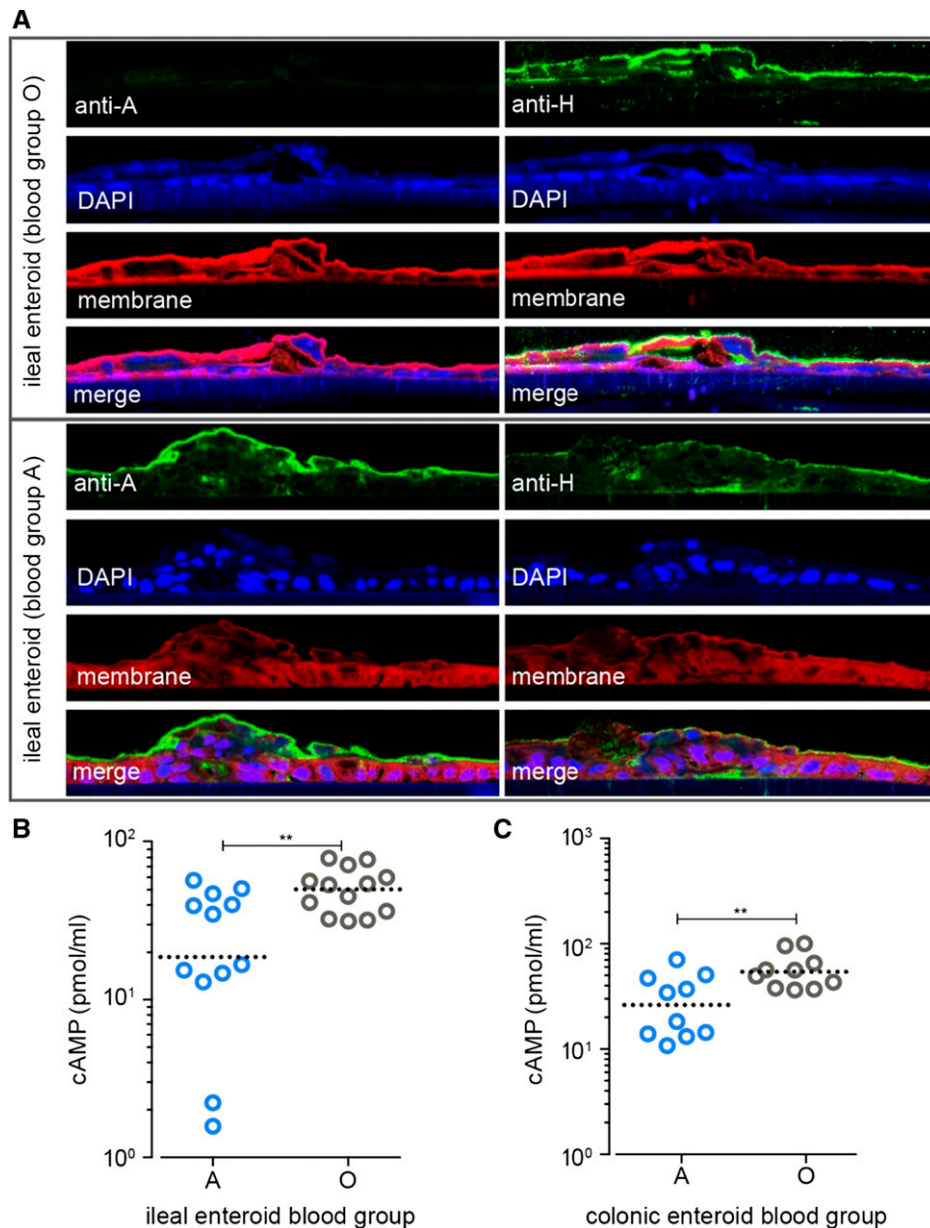 A
ileal enteroid (blood group O)
anti-A
anti-H
DAPI
DAPI
membrane
membrane
merge
merge
ileal enteroid (blood group A)
anti-A
anti-H
DAPI
DAPI
membrane
membrane
merge
merge
B
cAMP (pmol/ml)
10²
10¹
10⁰
**
A
O
ileal enteroid blood group
C
cAMP (pmol/ml)
10³
10²
10¹
10⁰
**
A
O
colonic enteroid blood group